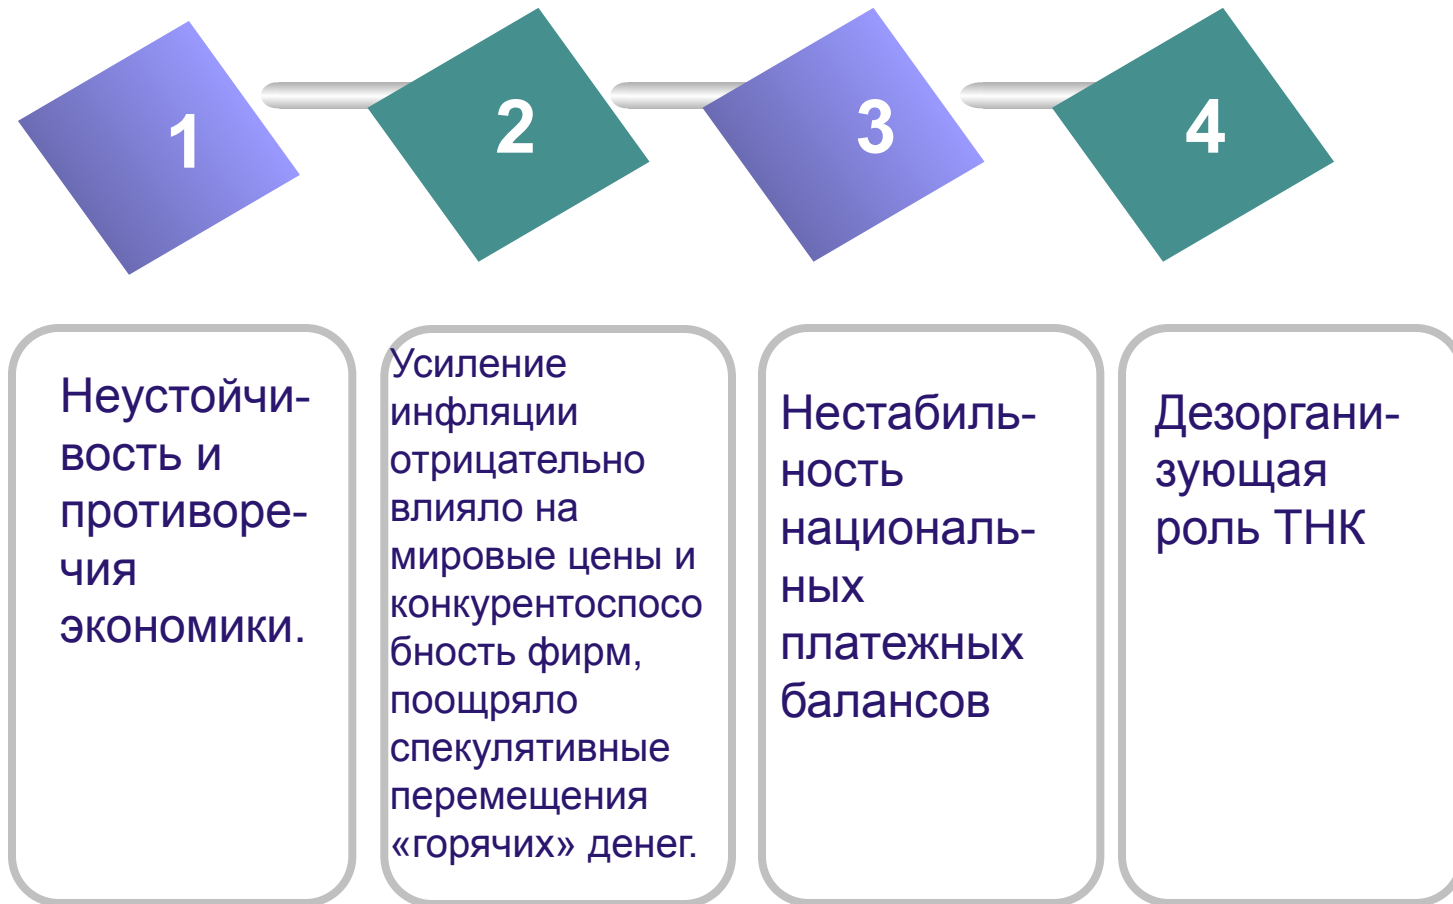 1
2
3
4
Неустойчи-
вость и
противоре-
чия
экономики.
Усиление
инфляции
отрицательно
влияло на
мировые цены и
конкурентоспосо
бность фирм,
поощряло
спекулятивные
перемещения
«горячих» денег.
Нестабиль-
ность
националь-
ных
платежных
балансов
Дезоргани-
зующая
роль ТНК